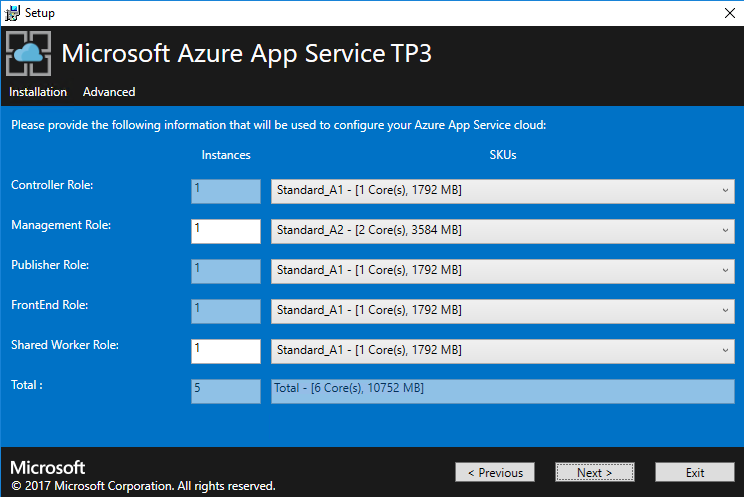 Setup
Microsoft Azure App Service TP3
Installation Advanced
Please provide the following information that will be used to configure your Azure App Service cloud:
Instances SKUs
Controller Role: 1 Standard_A1 - [1 Core(s), 1792 MB]
Management Role: 1 Standard_A2 - [2 Core(s), 3584 MB]
Publisher Role: 1 Standard_A1 - [1 Core(s), 1792 MB]
FrontEnd Role: 1 Standard_A1 - [1 Core(s), 1792 MB]
Shared Worker Role: 1 Standard_A1 - [1 Core(s), 1792 MB]
Total : 5 Total - [6 Core(s), 10752 MB]
Microsoft
© 2017 Microsoft Corporation. All rights reserved.
< Previous Next > Exit